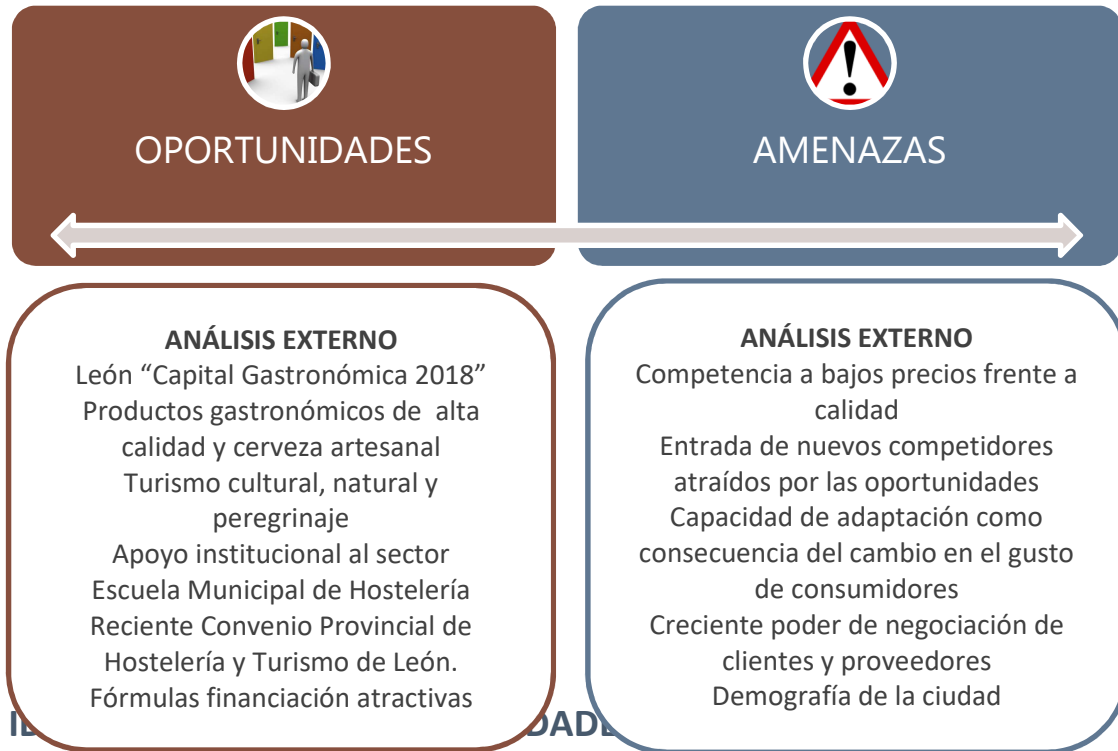 OPORTUNIDADES
AMENAZAS
ANÁLISIS EXTERNO
León “Capital Gastronómica 2018”
Productos gastronómicos de alta
calidad y cerveza artesanal
Turismo cultural, natural y
peregrinaje
Apoyo institucional al sector
Escuela Municipal de Hostelería
Reciente Convenio Provincial de
Hostelería y Turismo de León.
Fórmulas financiación atractivas
ANÁLISIS EXTERNO
Competencia a bajos precios frente a
calidad
Entrada de nuevos competidores
atraídos por las oportunidades
Capacidad de adaptación como
consecuencia del cambio en el gusto
de consumidores
Creciente poder de negociación de
clientes y proveedores
Demografía de la ciudad